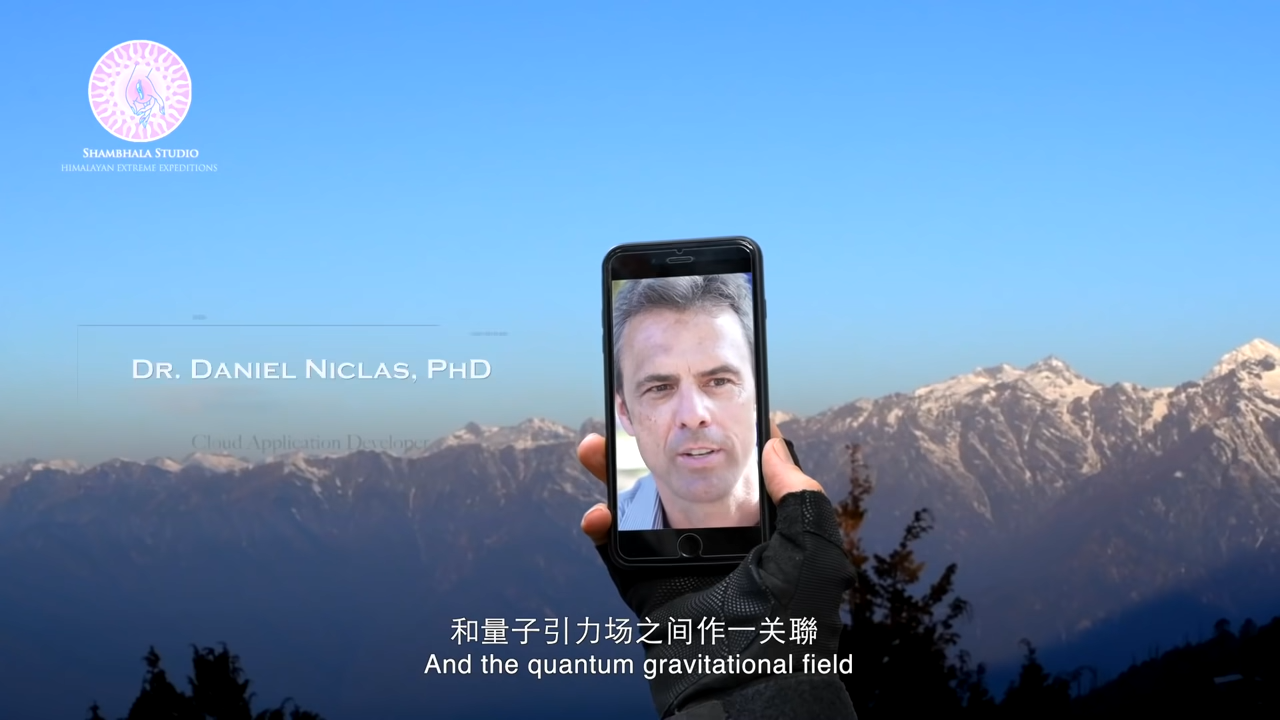 SHAMBHALA STUDIO
HIMALAYAN EXTREME EXPEDITIONS
DR. DANIEL NICLAS, PHD
Cloud Application Developer
和量子引力场之间作一关聯
And the quantum gravitational field